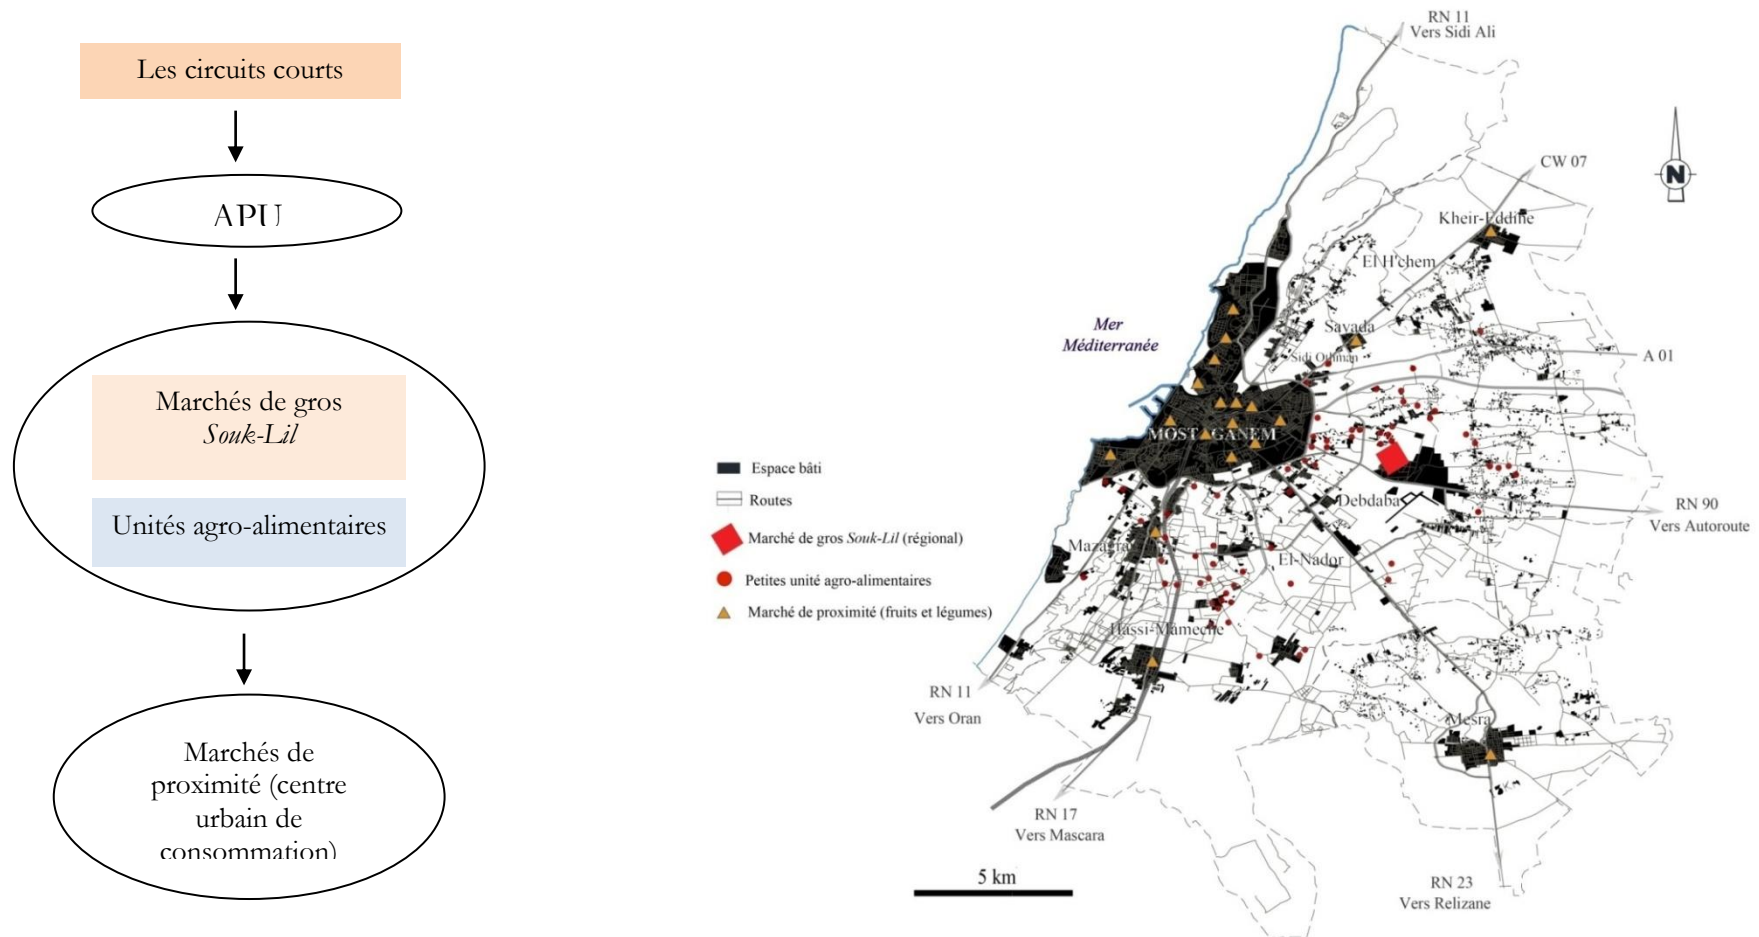 Les circuits courts
APU
Marchés de gros
Souk-Lil
Unités agro-alimentaires
Marchés de
proximité (centre
urbain de
consommation)
RN 11
Vers Sidi Ali
CW 07
N
Kheir-Eddine
El H'chem
Mer
Méditerranée
Sayada
Sidi Othman
A 01
MOSTAGANEM
Espace bâti
Routes
Marché de gros Souk-Lil (régional)
Petites unité agro-alimentaires
Marché de proximité (fruits et légumes)
Debdaba
RN 90
Vers Autoroute
Mazagran
El-Nador
Hassi-Mameche
RN 11
Vers Oran
Mesra
RN 17
Vers Mascara
5 km
RN 23
Vers Relizane